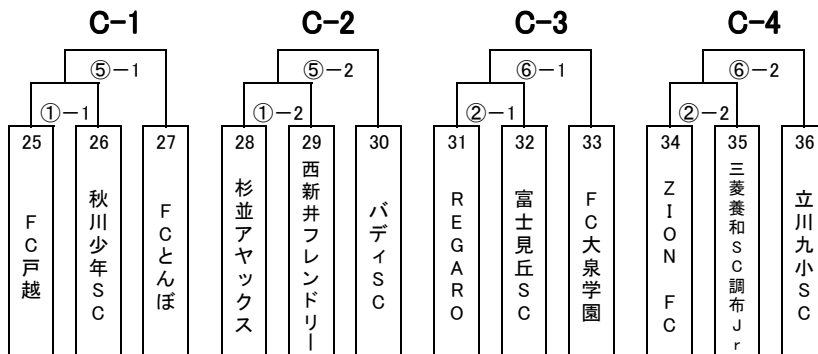 C-1
C-2
C-3
C-4
⑤-1
⑤-2
⑥-1
⑥-2
①-1
①-2
②-1
②-2
25
26
27
28
29
30
31
32
33
34
35
36
FC戸越
秋川少年SC
FCとんぼ
杉並アヤックス
西新井フレンドリー
バディSC
REGARO
富士見丘SC
FC大泉学園
ZION FC
三菱養和SC調布Jr
立川九小SC